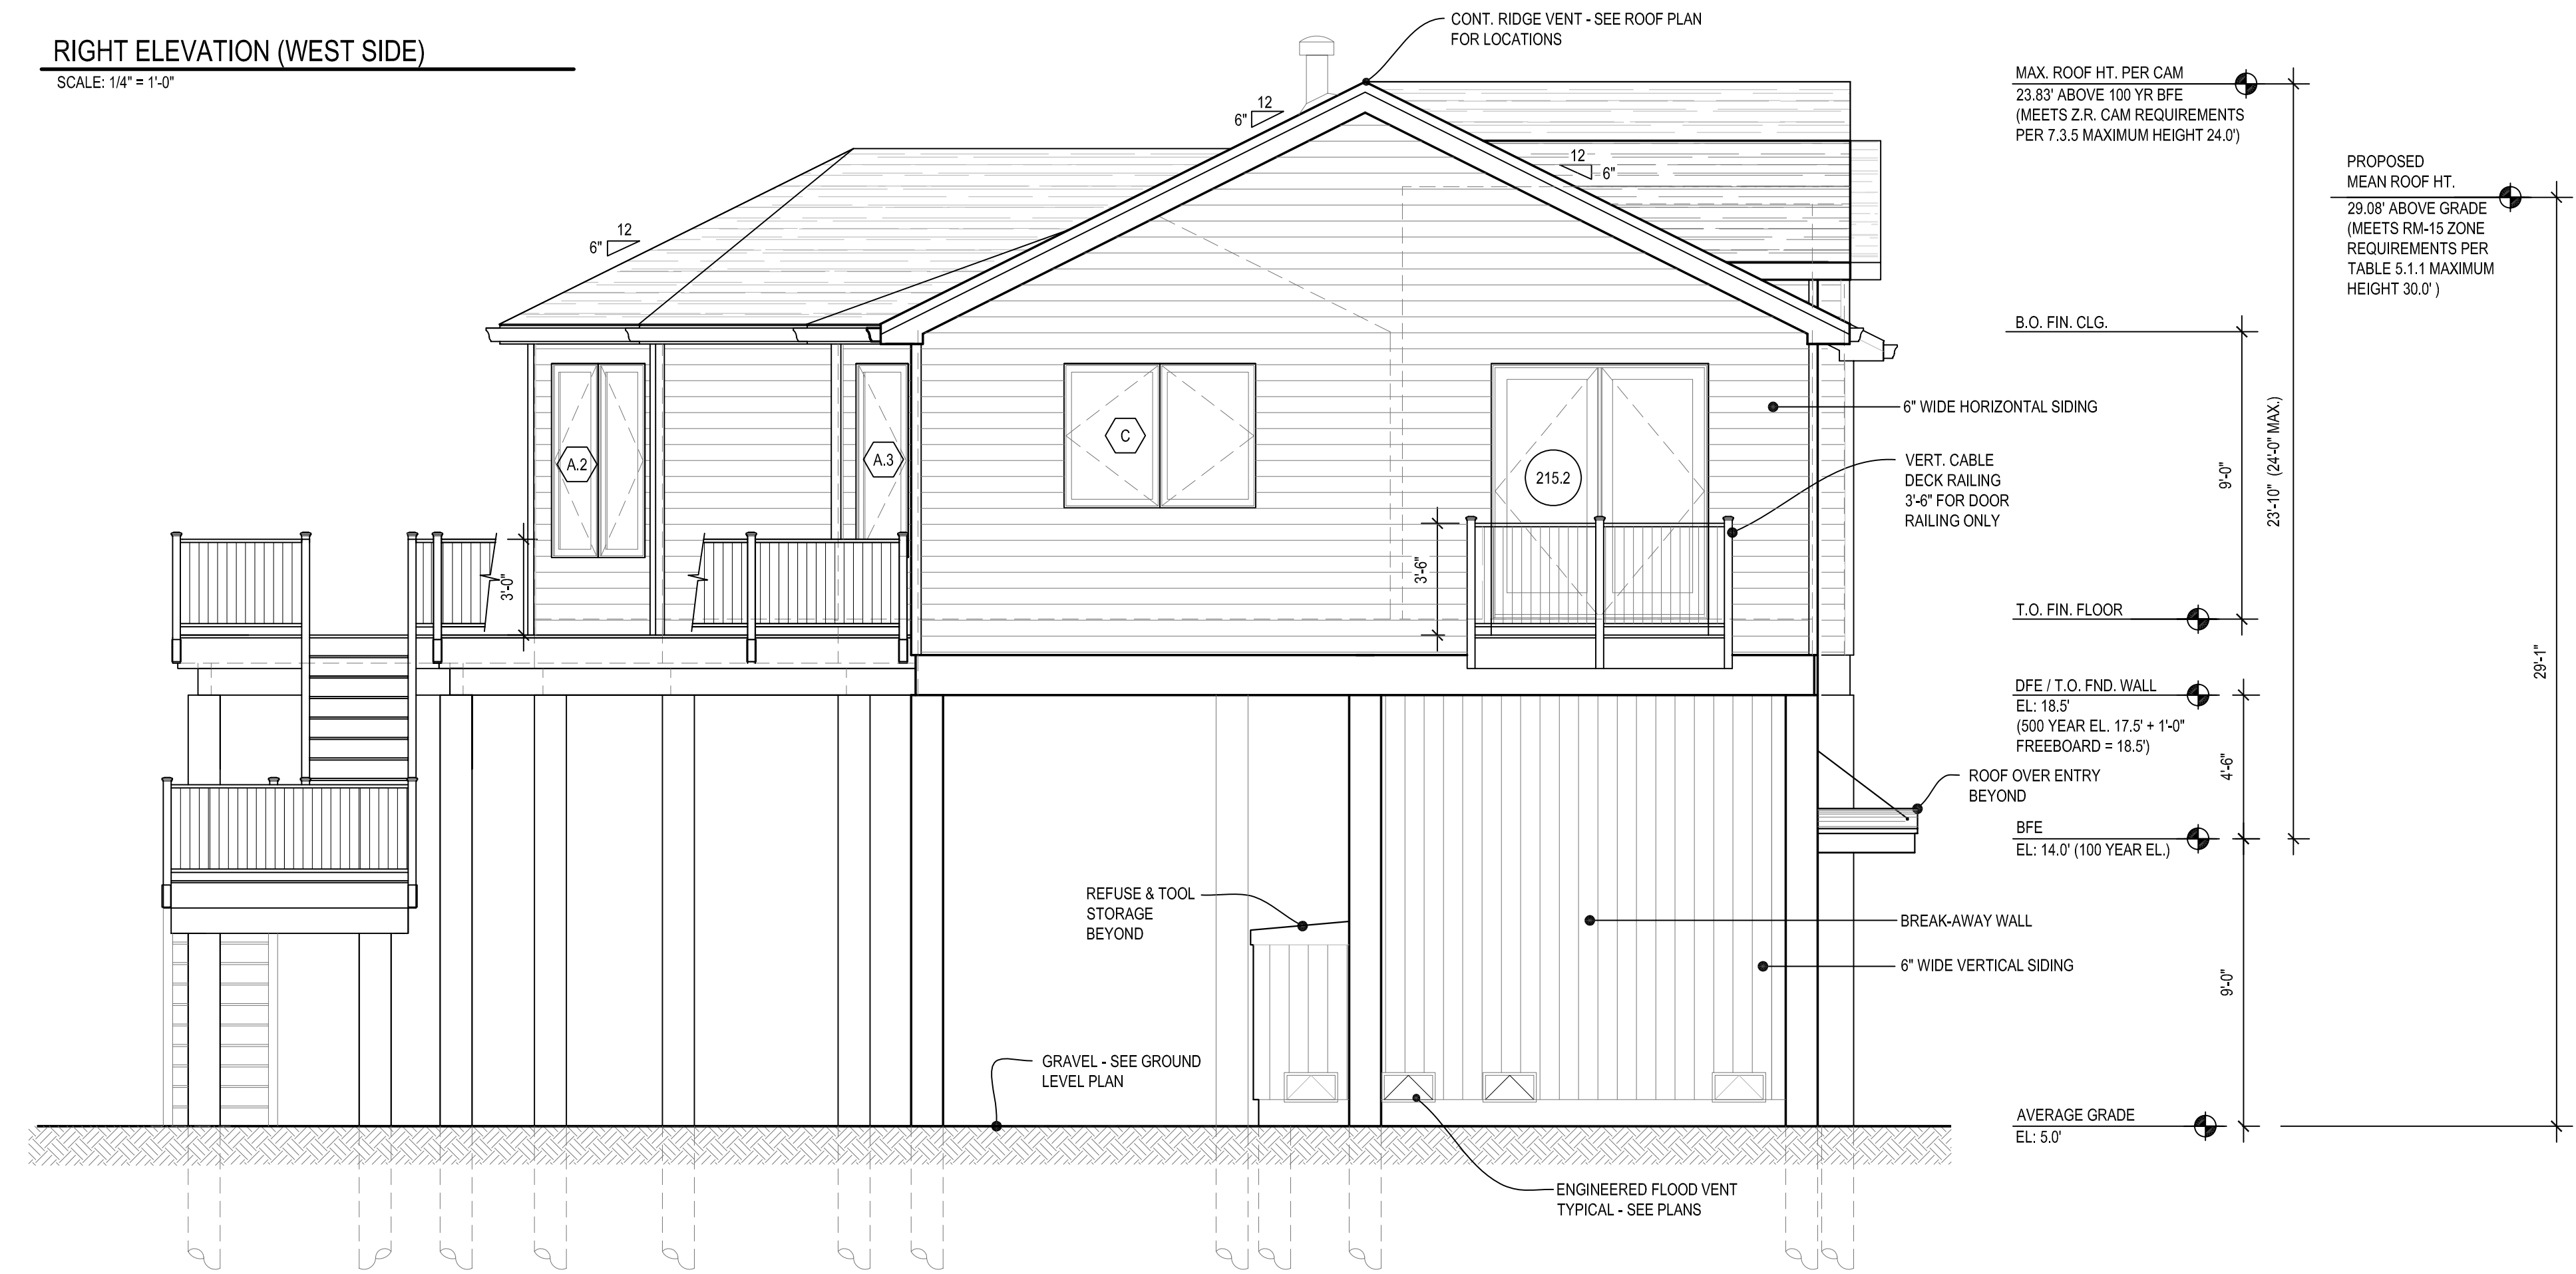 RIGHT ELEVATION (WEST SIDE)
SCALE: 1/4" = 1'-0"
CONT. RIDGE VENT - SEE ROOF PLAN
FOR LOCATIONS
12
6"
12
6"
12
6"
MAX. ROOF HT. PER CAM
23.83' ABOVE 100 YR BFE
(MEETS Z.R. CAM REQUIREMENTS
PER 7.3.5 MAXIMUM HEIGHT 24.0')
PROPOSED
MEAN ROOF HT.
29.08' ABOVE GRADE
(MEETS RM-15 ZONE
REQUIREMENTS PER
TABLE 5.1.1 MAXIMUM
HEIGHT 30.0' )
B.O. FIN. CLG.
6" WIDE HORIZONTAL SIDING
VERT. CABLE
DECK RAILING
3'-6" FOR DOOR
RAILING ONLY
A.2
A.3
C
215.2
3'-0"
3'-6"
9'-0"
23'-10" (24'-0" MAX.)
29'-1"
T.O. FIN. FLOOR
DFE / T.O. FND. WALL
EL: 18.5'
(500 YEAR EL. 17.5' + 1'-0"
FREEBOARD = 18.5')
4'-6"
ROOF OVER ENTRY
BEYOND
BFE
EL: 14.0' (100 YEAR EL.)
REFUSE & TOOL
STORAGE
BEYOND
BREAK-AWAY WALL
6" WIDE VERTICAL SIDING
9'-0"
GRAVEL - SEE GROUND
LEVEL PLAN
AVERAGE GRADE
EL: 5.0'
ENGINEERED FLOOD VENT
TYPICAL - SEE PLANS